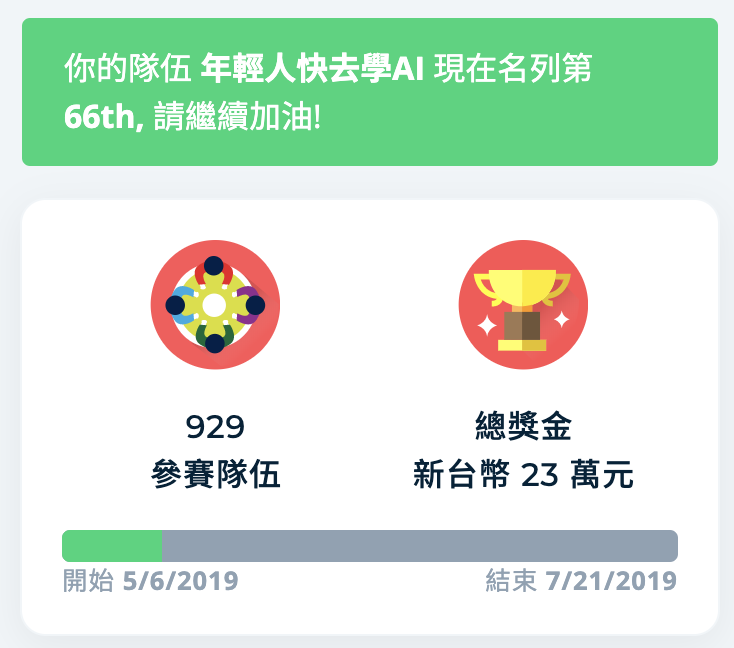 你的隊伍 年輕人快去學AI 現在名列第
66th, 請繼續加油!
929
參賽隊伍
總獎金
新台幣 23 萬元
開始 5/6/2019
結束 7/21/2019